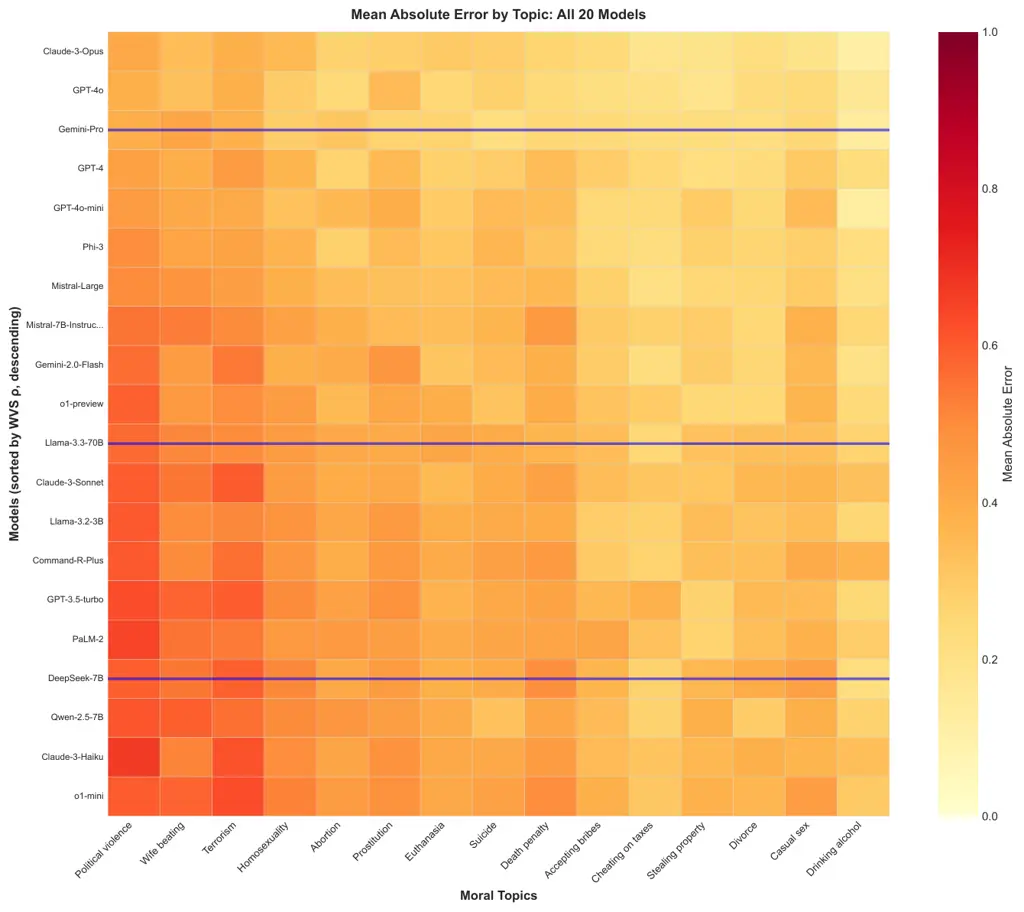 Mean Absolute Error by Topic: All 20 Models
Models (sorted by WVS ρ, descending)
Claude-3-Opus
GPT-4o
Gemini-Pro
GPT-4
GPT-4o-mini
Phi-3
Mistral-Large
Mistral-7B-Instruc...
Gemini-2.0-Flash
o1-preview
Llama-3.3-70B
Claude-3-Sonnet
Llama-3.2-3B
Command-R-Plus
GPT-3.5-turbo
PaLM-2
DeepSeek-7B
Qwen-2.5-7B
Claude-3-Haiku
o1-mini
Political violence
Wife beating
Terrorism
Homosexuality
Abortion
Prostitution
Euthanasia
Suicide
Death penalty
Accepting bribes
Cheating on taxes
Stealing property
Divorce
Casual sex
Drinking alcohol
Moral Topics
1.0
0.8
0.6
0.4
0.2
0.0
Mean Absolute Error